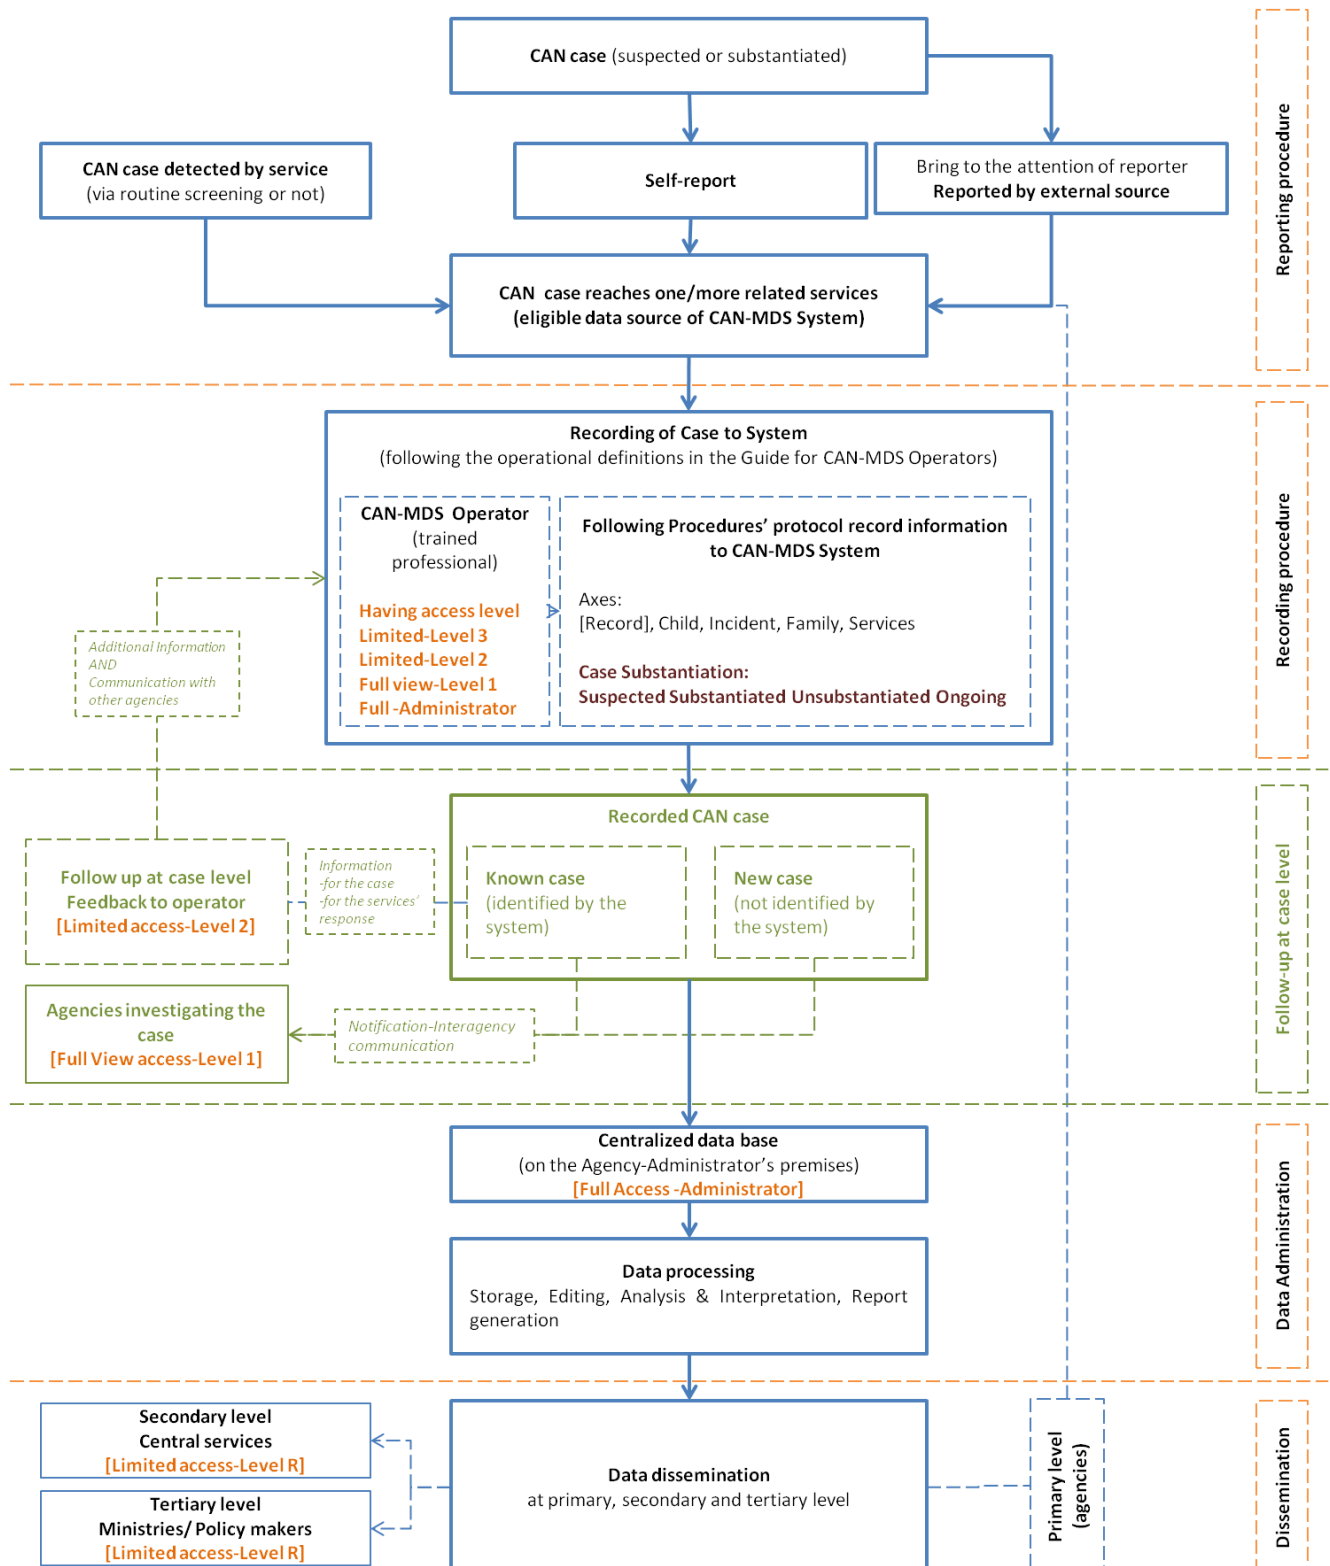 CAN case (suspected or substantiated)
CAN case detected by service
(via routine screening or not)
Self-report
Bring to the attention of reporter
Reported by external source
CAN case reaches one/more related services
(eligible data source of CAN-MDS System)
Reporting procedure
Recording of Case to System
(following the operational definitions in the Guide for CAN-MDS Operators)
CAN-MDS Operator
(trained
professional)
Having access level
Limited-Level 3
Limited-Level 2
Full view-Level 1
Full -Administrator
Following Procedures' protocol record information
to CAN-MDS System
Axes:
[Record], Child, Incident, Family, Services
Case Substantiation:
Suspected Substantiated Unsubstantiated Ongoing
Recording procedure
Additional Information
AND
Communication with
other agencies
Recorded CAN case
Known case
(identified by the
system)
New case
(not identified by
the system)
Information
-for the case
-for the services'
response
Follow up at case level
Feedback to operator
[Limited access-Level 2]
Agencies investigating the
case
[Full View access-Level 1]
Notification-Interagency
communication
Follow-up at case level
Centralized data base
(on the Agency-Administrator's premises)
[Full Access -Administrator]
Data processing
Storage, Editing, Analysis & Interpretation, Report
generation
Data Administration
Secondary level
Central services
[Limited access-Level R]
Tertiary level
Ministries/ Policy makers
[Limited access-Level R]
Data dissemination
at primary, secondary and tertiary level
Primary level
(agencies)
Dissemination